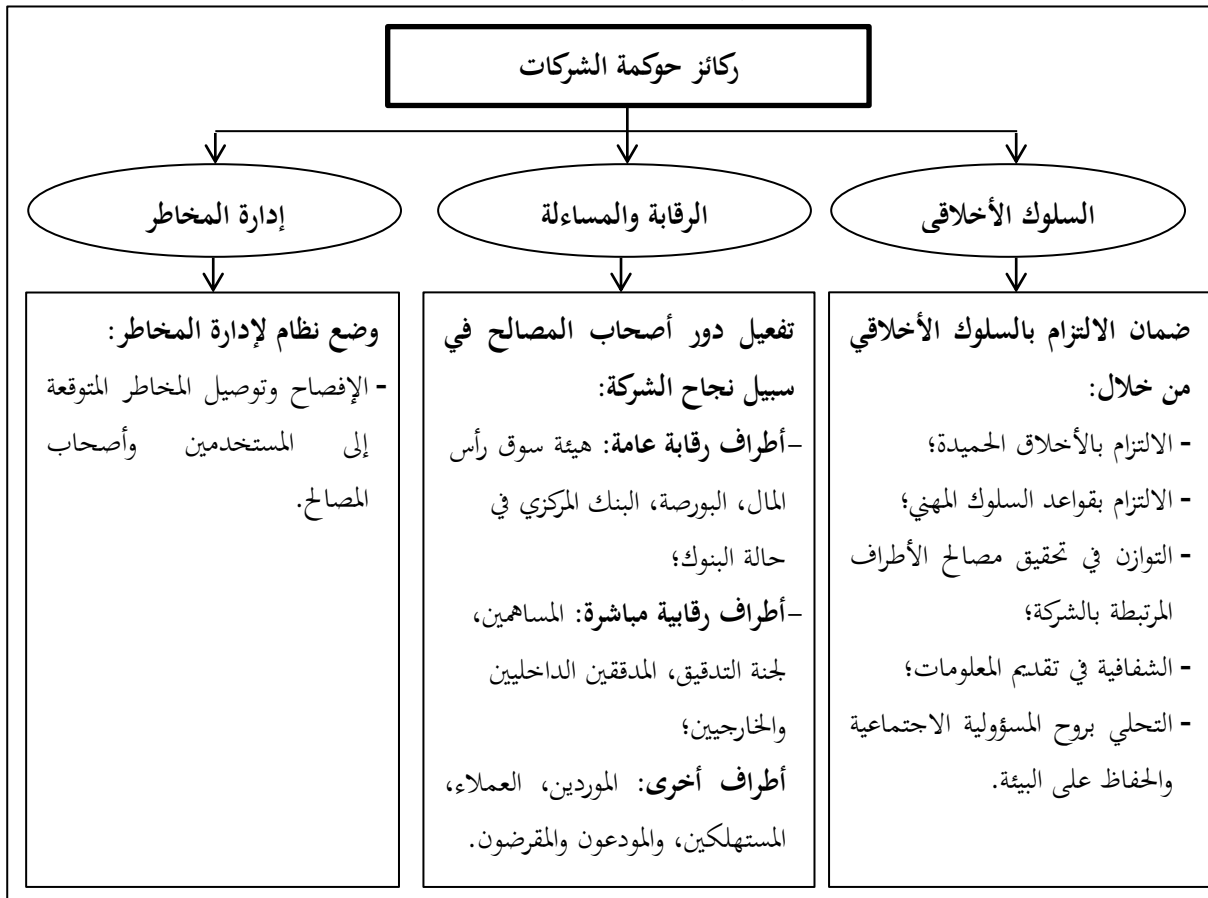 ركائز حوكمة الشركات
السلوك الأخلاقى
الرقابة والمساءلة
إدارة المخاطر
ضمان الالتزام بالسلوك الأخلاقي
من خلال:
- الالتزام بالأخلاق الحميدة؛
- الالتزام بقواعد السلوك المهني؛
- التوازن في تحقيق مصالح الأطراف
المرتبطة بالشركة؛
- الشفافية في تقديم المعلومات؛
- التحلي بروح المسؤولية الاجتماعية
والحفاظ على البيئة.
تفعيل دور أصحاب المصالح في
سبيل نجاح الشركة:
-أطراف رقابة عامة: هيئة سوق رأس
المال، البورصة، البنك المركزي في
حالة البنوك؛
-أطراف رقابية مباشرة: المساهمين،
لجنة التدقيق، المدققين الداخليين
والخارجيين؛
أطراف أخرى: الموردين، العملاء،
المستهلكين، والمودعون والمقرضون.
وضع نظام لإدارة المخاطر:
- الإفصاح وتوصيل المخاطر المتوقعة
إلى المستخدمين وأصحاب
المصالح.